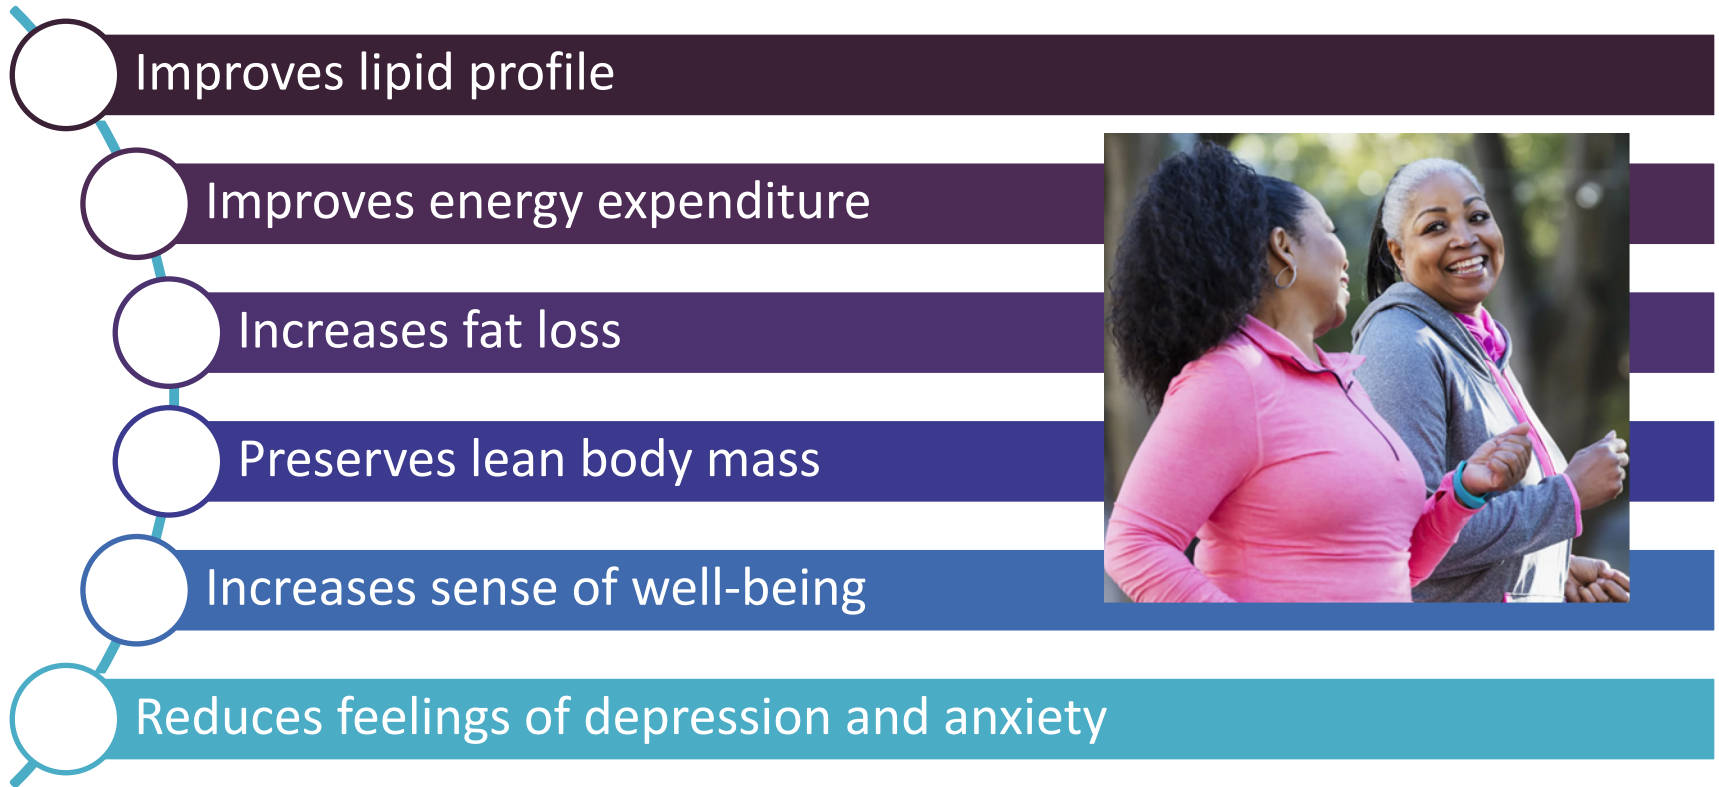 Improves lipid profile
Improves energy expenditure
Increases fat loss
Preserves lean body mass
Increases sense of well-being
Reduces feelings of depression and anxiety